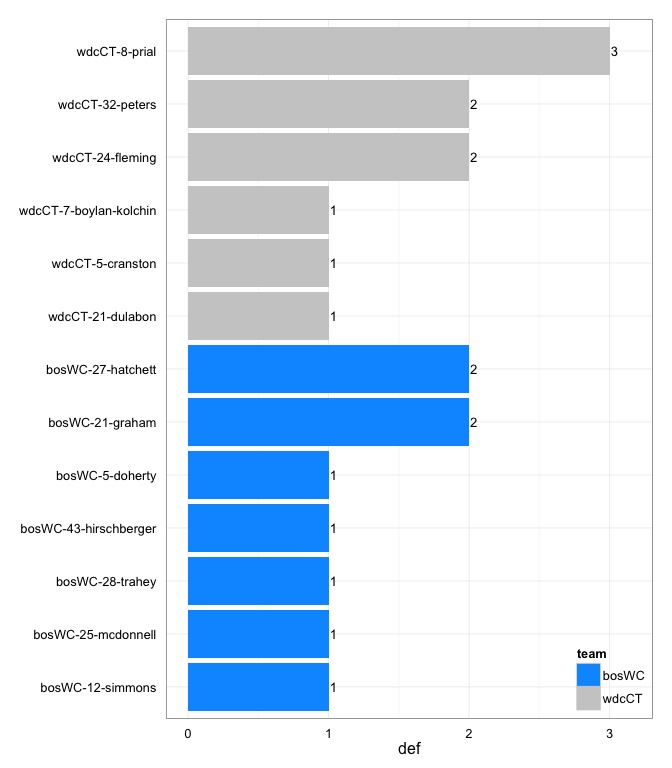 wdcCT-8-prial 3
wdcCT-32-peters 2
wdcCT-24-fleming 2
wdcCT-7-boylan-kolchin 1
wdcCT-5-cranston 1
wdcCT-21-dulabon 1
bosWC-27-hatchett 2
bosWC-21-graham 2
bosWC-5-doherty 1
bosWC-43-hirschberger 1
bosWC-28-trahey 1
bosWC-25-mcdonnell 1
bosWC-12-simmons 1
team
bosWC
wdcCT
0 1 2 3
def